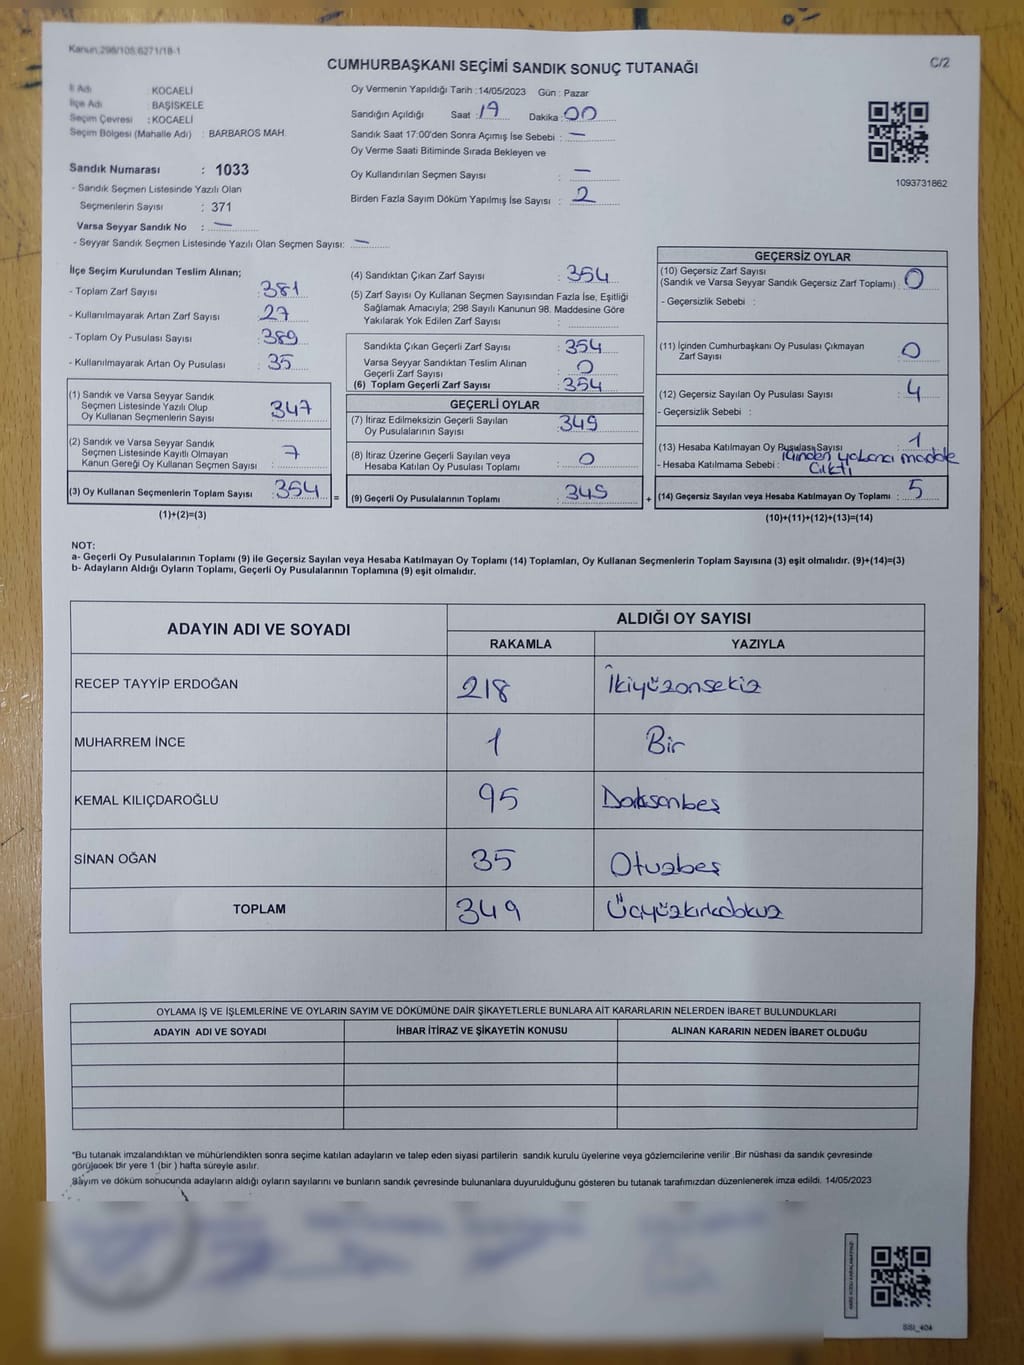 Kanun:298/105,6271/18-1
C/2
CUMHURBAŞKANI SEÇİMİ SANDIK SONUÇ TUTANAĞI
İl Adı : KOCAELİ
İlçe Adı : BAŞİSKELE
Seçim Çevresi : KOCAELİ
Seçim Bölgesi (Mahalle Adı) : BARBAROS MAH.
Sandık Numarası : 1033
- Sandık Seçmen Listesinde Yazılı Olan
Seçmenlerin Sayısı : 371
Varsa Seyyar Sandık No : —
- Seyyar Sandık Seçmen Listesinde Yazılı Olan Seçmen Sayısı: —
Oy Vermenin Yapıldığı Tarih :14/05/2023 Gün : Pazar
Sandığın Açıldığı Saat : 17 Dakika : 00
Sandık Saat 17:00'den Sonra Açımış İse Sebebi : —
Oy Verme Saati Bitiminde Sırada Bekleyen ve
Oy Kullandırılan Seçmen Sayısı : —
Birden Fazla Sayım Döküm Yapılmış İse Sayısı : 2
1093731862
İlçe Seçim Kurulundan Teslim Alınan;
- Toplam Zarf Sayısı : 381
- Kullanılmayarak Artan Zarf Sayısı : 27
- Toplam Oy Pusulası Sayısı : 389
- Kullanılmayarak Artan Oy Pusulası : 35
(1) Sandık ve Varsa Seyyar Sandık
Seçmen Listesinde Yazılı Olup
Oy Kullanan Seçmenlerin Sayısı : 347
(2) Sandık ve Varsa Seyyar Sandık
Seçmen Listesinde Kayıtlı Olmayan
Kanun Gereği Oy Kullanan Seçmen Sayısı : 7
(3) Oy Kullanan Seçmenlerin Toplam Sayısı : 354 =
(1)+(2)=(3)
(4) Sandıktan Çıkan Zarf Sayısı : 354
(5) Zarf Sayısı Oy Kullanan Seçmen Sayısından Fazla İse, Eşitliği
Sağlamak Amacıyla; 298 Sayılı Kanunun 98. Maddesine Göre
Yakılarak Yok Edilen Zarf Sayısı :
Sandıkta Çıkan Geçerli Zarf Sayısı : 354
Varsa Seyyar Sandıktan Teslim Alınan
Geçerli Zarf Sayısı : 0
(6) Toplam Geçerli Zarf Sayısı : 354
GEÇERLİ OYLAR
(7) İtiraz Edilmeksizin Geçerli Sayılan
Oy Pusulalarının Sayısı : 349
(8) İtiraz Üzerine Geçerli Sayılan veya
Hesaba Katılan Oy Pusulası Toplamı : 0
(9) Geçerli Oy Pusulalarının Toplamı : 349 +
GEÇERSİZ OYLAR
(10) Geçersiz Zarf Sayısı
(Sandık ve Varsa Seyyar Sandık Geçersiz Zarf Toplamı) : 0
- Geçersizlik Sebebi :
(11) İçinden Cumhurbaşkanı Oy Pusulası Çıkmayan
Zarf Sayısı : 0
(12) Geçersiz Sayılan Oy Pusulası Sayısı : 4
- Geçersizlik Sebebi :
(13) Hesaba Katılmayan Oy Pusulası Sayısı : 1
- Hesaba Katılmama Sebebi : içinden yabancı madde
Çıktı
(14) Geçersiz Sayılan veya Hesaba Katılmayan Oy Toplamı : 5
(10)+(11)+(12)+(13)=(14)
NOT:
a- Geçerli Oy Pusulalarının Toplamı (9) ile Geçersiz Sayılan veya Hesaba Katılmayan Oy Toplamı (14) Toplamları, Oy Kullanan Seçmenlerin Toplam Sayısına (3) eşit olmalıdır. (9)+(14)=(3)
b- Adayların Aldığı Oyların Toplamı, Geçerli Oy Pusulalarının Toplamına (9) eşit olmalıdır.
ADAYIN ADI VE SOYADI
ALDIĞI OY SAYISI
RAKAMLA YAZIYLA
RECEP TAYYİP ERDOĞAN 218 İkiyüzonsekiz
MUHARREM İNCE 1 Bir
KEMAL KILIÇDAROĞLU 95 Doksanbeş
SİNAN OĞAN 35 Otuzbeş
TOPLAM 349 Üçyüzkırkdokuz
OYLAMA İŞ VE İŞLEMLERİNE VE OYLARIN SAYIM VE DÖKÜMÜNE DAİR ŞİKAYETLERLE BUNLARA AİT KARARLARIN NELERDEN İBARET BULUNDUKLARI
ADAYIN ADI VE SOYADI İHBAR İTİRAZ VE ŞİKAYETİN KONUSU ALINAN KARARIN NEDEN İBARET OLDUĞU
"Bu tutanak imzalandıktan ve mühürlendikten sonra seçime katılan adayların ve talep eden siyasi partilerin sandık kurulu üyelerine veya gözlemcilerine verilir .Bir nüshası da sandık çevresinde
görülecek bir yere 1 (bir ) hafta süreyle asılır.
Sayım ve döküm sonucunda adayların aldığı oyların sayılarını ve bunların sandık çevresinde bulunanlara duyurulduğunu gösteren bu tutanak tarafımızdan düzenlenerek imza edildi. 14/05/2023
SSI_404